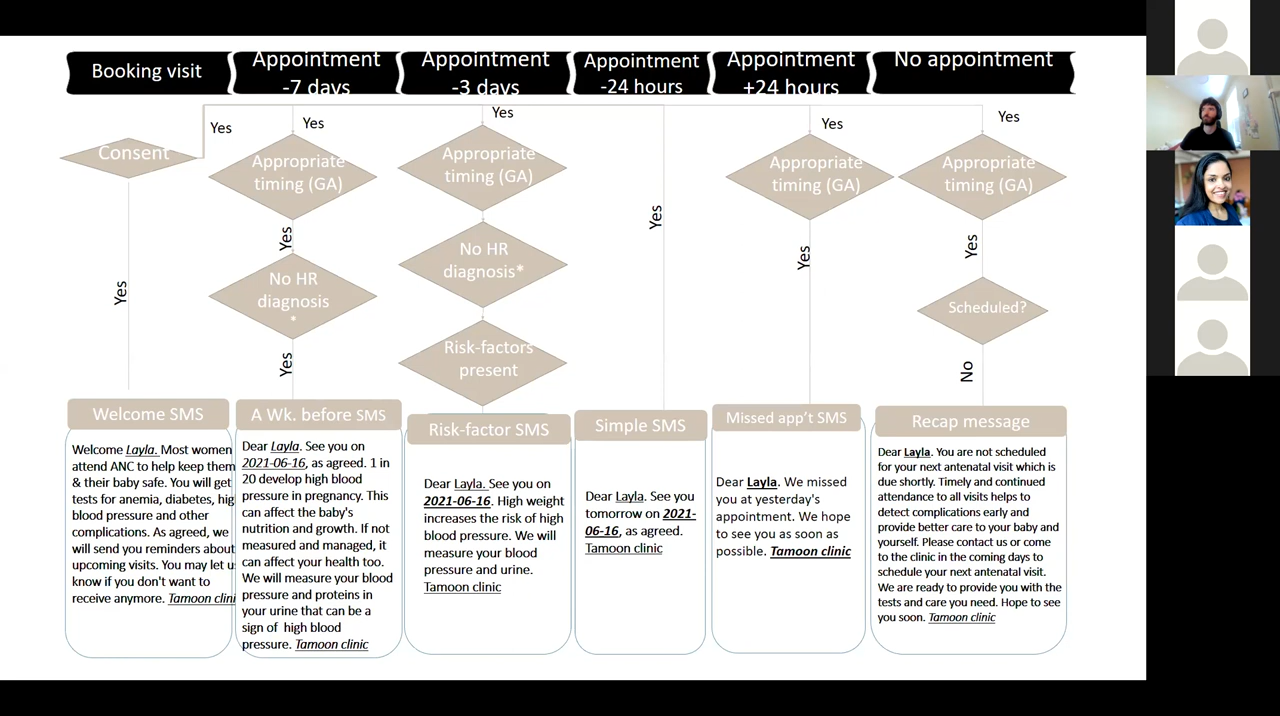 Booking visit
Appointment
-7 days
Appointment
-3 days
Appointment
-24 hours
Appointment
+24 hours
No appointment
Consent
Yes
Yes
Yes
Appropriate
timing (GA)
Yes
No HR
diagnosis
*
Yes
Yes
Appropriate
timing (GA)
No HR
diagnosis*
Risk-factors
present
Yes
Yes
Appropriate
timing (GA)
Yes
Yes
Appropriate
timing (GA)
Yes
Scheduled?
No
Welcome SMS
Welcome Layla. Most women
attend ANC to help keep them
& their baby safe. You will get
tests for anemia, diabetes, hig
blood pressure and other
complications. As agreed, we
will send you reminders about
upcoming visits. You may let us
know if you don't want to
receive anymore. Tamoon clini
A Wk. before SMS
Dear Layla. See you on
2021-06-16, as agreed. 1 in
20 develop high blood
pressure in pregnancy. This
can affect the baby's
nutrition and growth. If not
measured and managed, it
can affect your health too.
We will measure your blood
pressure and proteins in
your urine that can be a
sign of high blood
pressure. Tamoon clinic
Risk-factor SMS
Dear Layla. See you on
2021-06-16. High weight
increases the risk of high
blood pressure. We will
measure your blood
pressure and urine.
Tamoon clinic
Simple SMS
Dear Layla. See you
tomorrow on 2021-
06-16, as agreed.
Tamoon clinic
Missed app't SMS
Dear Layla. We missed
you at yesterday's
appointment. We hope
to see you as soon as
possible. Tamoon clinic
Recap message
Dear Layla. You are not scheduled
for your next antenatal visit which is
due shortly. Timely and continued
attendance to all visits helps to
detect complications early and
provide better care to your baby and
yourself. Please contact us or come
to the clinic in the coming days to
schedule your next antenatal visit.
We are ready to provide you with the
tests and care you need. Hope to see
you soon. Tamoon clinic